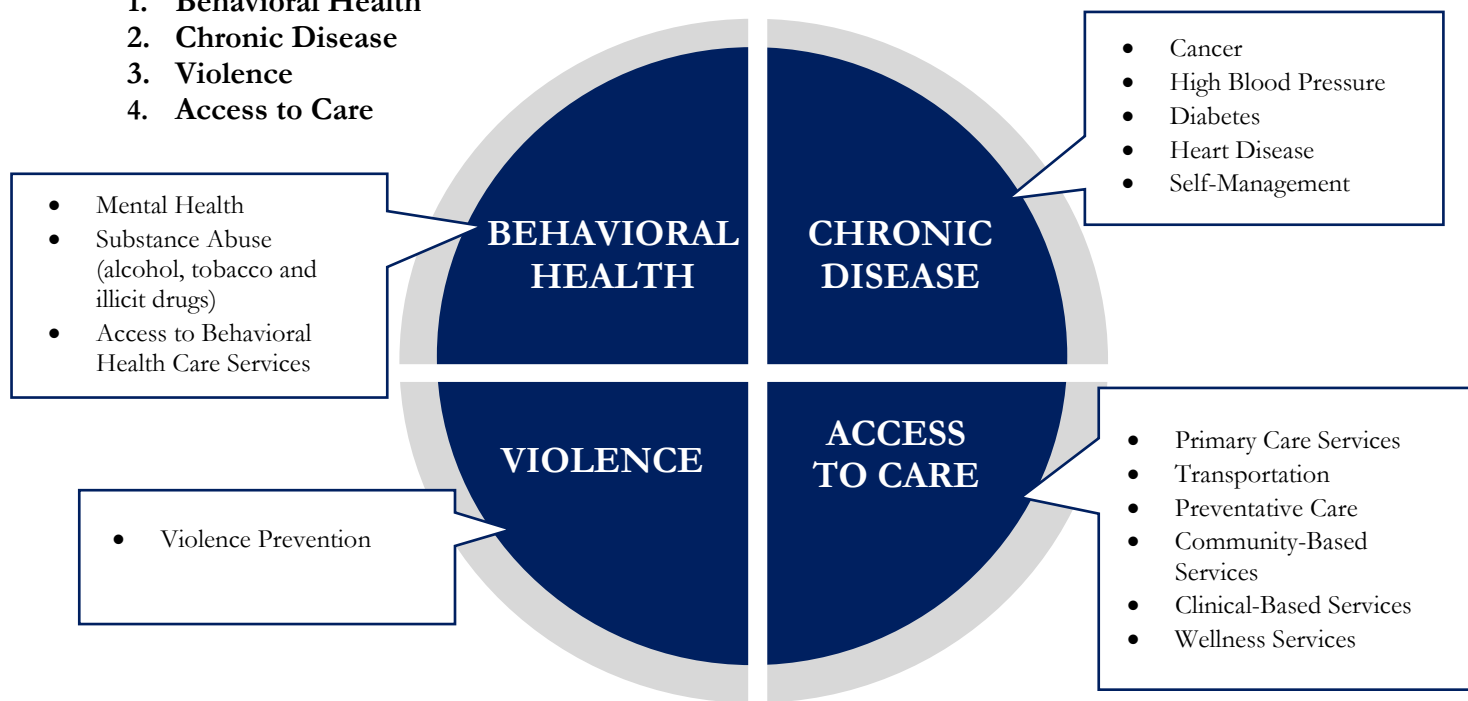 1. Behavioral Health
2. Chronic Disease
3. Violence
4. Access to Care
• Cancer
• High Blood Pressure
• Diabetes
• Heart Disease
• Self-Management
• Mental Health
• Substance Abuse
(alcohol, tobacco and
illicit drugs)
• Access to Behavioral
Health Care Services
BEHAVIORAL
HEALTH
CHRONIC
DISEASE
VIOLENCE
ACCESS
TO CARE
• Violence Prevention
• Primary Care Services
• Transportation
• Preventative Care
• Community-Based
Services
• Clinical-Based Services
• Wellness Services